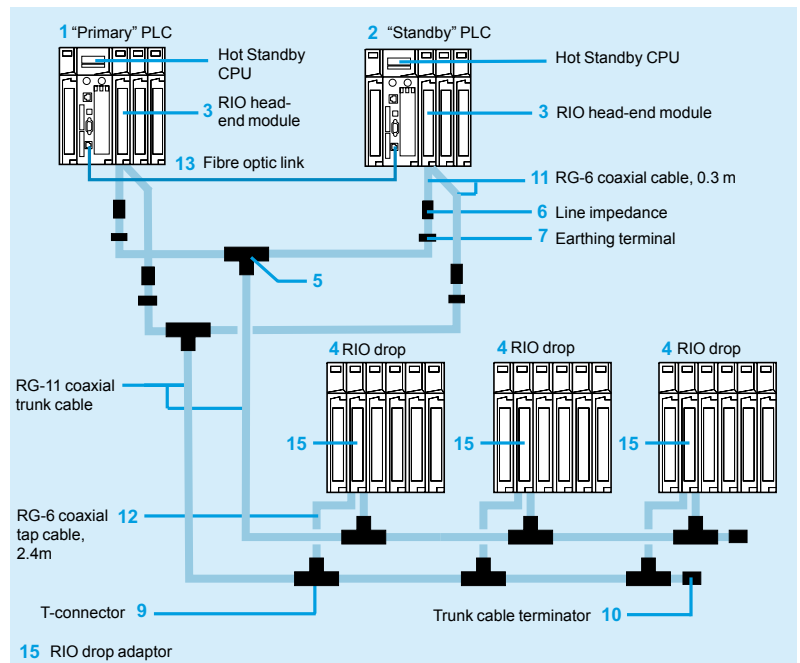 1 "Primary" PLC
2 "Standby" PLC
Hot Standby
CPU
Hot Standby CPU
3 RIO head-
end module
3 RIO head-end module
13 Fibre optic link
11 RG-6 coaxial cable, 0.3 m
6 Line impedance
7 Earthing terminal
5
4 RIO drop
4 RIO drop
4 RIO drop
RG-11 coaxial
trunk cable
15
15
15
RG-6 coaxial 12
tap cable,
2.4m
T-connector 9
Trunk cable terminator 10
15 RIO drop adaptor